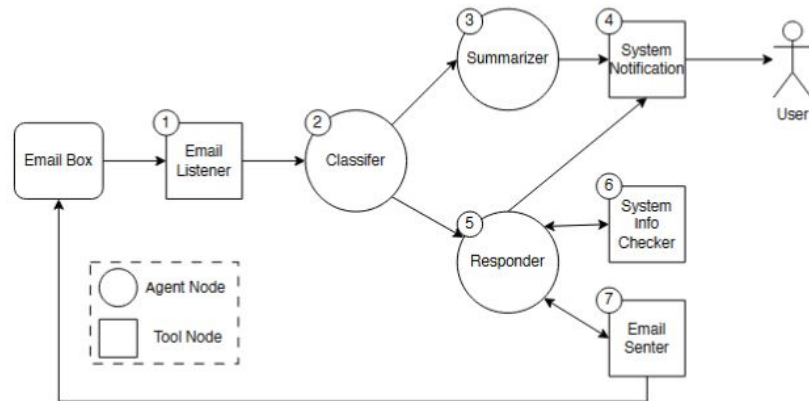 3
Summarizer
4
System
Notification
User
1
Email
Listener
2
Classifer
Email Box
5
Responder
6
System
Info
Checker
7
Email
Senter
Agent Node
Tool Node